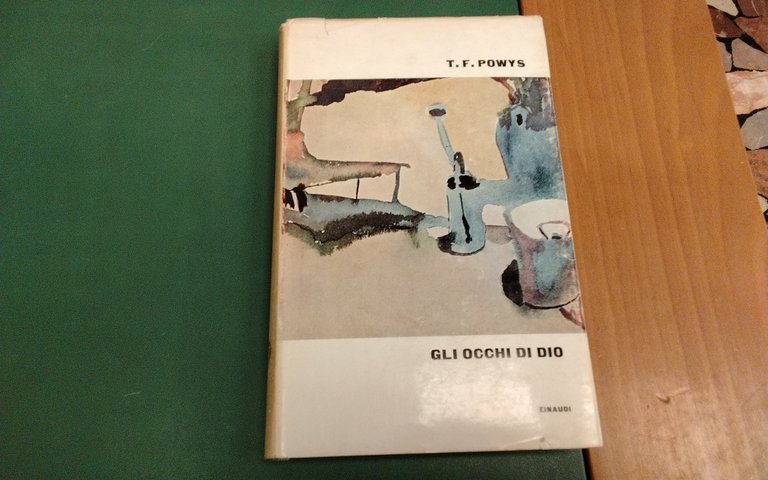 T. F. POWYS
GLI OCCHI DI DIO
EINAUDI